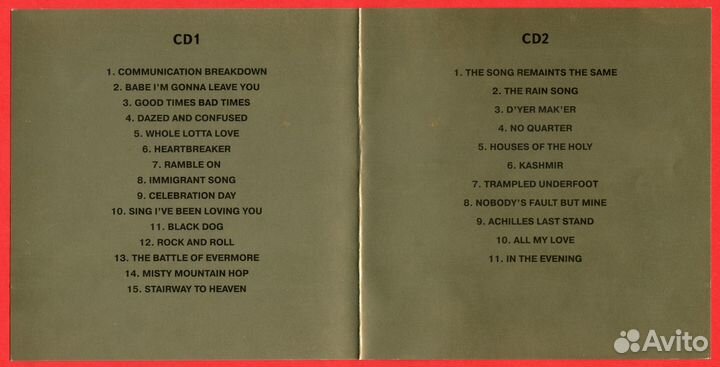 CD1
1. COMMUNICATION BREAKDOWN
2. BABE I'M GONNA LEAVE YOU
3. GOOD TIMES BAD TIMES
4. DAZED AND CONFUSED
5. WHOLE LOTTA LOVE
6. HEARTBREAKER
7. RAMBLE ON
8. IMMIGRANT SONG
9. CELEBRATION DAY
10. SING I'VE BEEN LOVING YOU
11. BLACK DOG
12. ROCK AND ROLL
13. THE BATTLE OF EVERMORE
14. MISTY MOUNTAIN HOP
15. STAIRWAY TO HEAVEN
CD2
1. THE SONG REMAINTS THE SAME
2. THE RAIN SONG
3. D'YER MAK'ER
4. NO QUARTER
5. HOUSES OF THE HOLY
6. KASHMIR
7. TRAMPLED UNDERFOOT
8. NOBODY'S FAULT BUT MINE
9. ACHILLES LAST STAND
10. ALL MY LOVE
11. IN THE EVENING
Avito